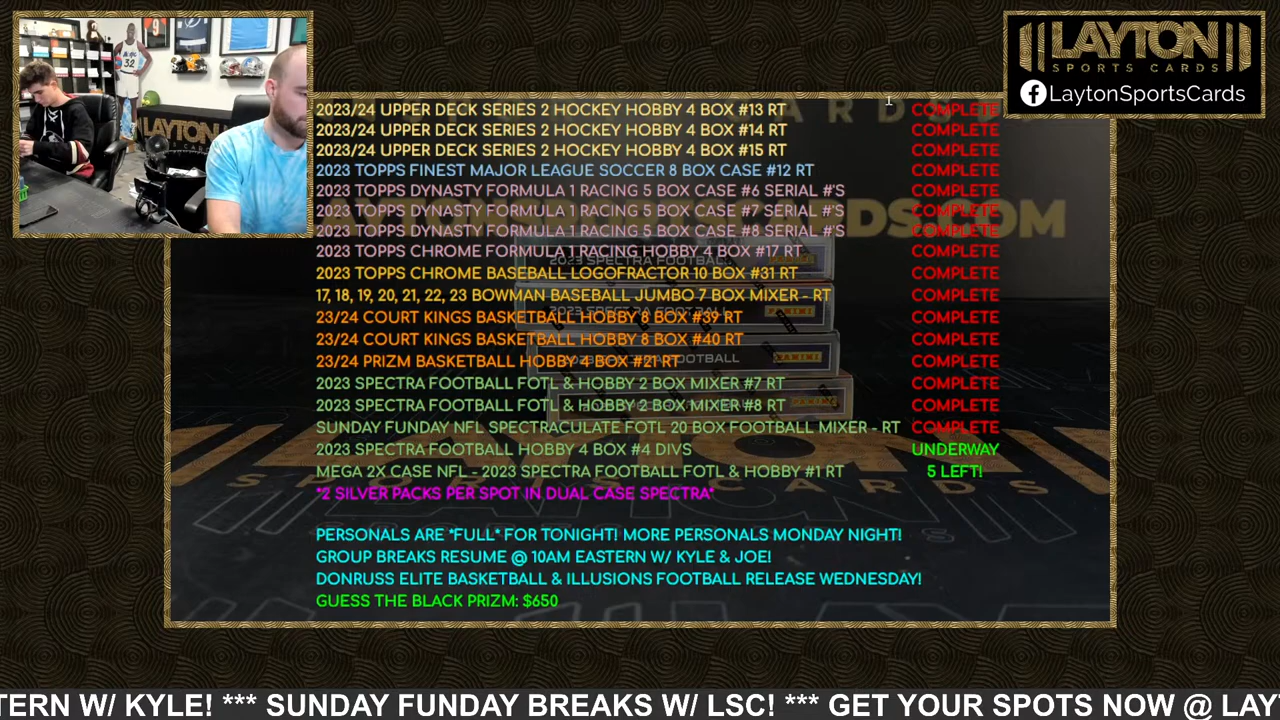 LAYTON
SPORTS CARDS
LaytonSportsCards
2023/24 UPPER DECK SERIES 2 HOCKEY HOBBY 4 BOX #13 RT COMPLETE
2023/24 UPPER DECK SERIES 2 HOCKEY HOBBY 4 BOX #14 RT COMPLETE
2023/24 UPPER DECK SERIES 2 HOCKEY HOBBY 4 BOX #15 RT COMPLETE
2023 TOPPS FINEST MAJOR LEAGUE SOCCER 8 BOX CASE #12 RT COMPLETE
2023 TOPPS DYNASTY FORMULA 1 RACING 5 BOX CASE #6 SERIAL #'S COMPLETE
2023 TOPPS DYNASTY FORMULA 1 RACING 5 BOX CASE #7 SERIAL #'S COMPLETE
2023 TOPPS DYNASTY FORMULA 1 RACING 5 BOX CASE #8 SERIAL #'S COMPLETE
2023 TOPPS CHROME FORMULA 1 RACING HOBBY 4 BOX #17 RT COMPLETE
2023 TOPPS CHROME BASEBALL LOGOFRACTOR 10 BOX #31 RT COMPLETE
17, 18, 19, 20, 21, 22, 23 BOWMAN BASEBALL JUMBO 7 BOX MIXER - RT COMPLETE
23/24 COURT KINGS BASKETBALL HOBBY 8 BOX #39 RT COMPLETE
23/24 COURT KINGS BASKETBALL HOBBY 8 BOX #40 RT COMPLETE
23/24 PRIZM BASKETBALL HOBBY 4 BOX #21 RT COMPLETE
2023 SPECTRA FOOTBALL FOTL & HOBBY 2 BOX MIXER #7 RT COMPLETE
2023 SPECTRA FOOTBALL FOTL & HOBBY 2 BOX MIXER #8 RT COMPLETE
SUNDAY FUNDAY NFL SPECTRACULATE FOTL 20 BOX FOOTBALL MIXER - RT COMPLETE
2023 SPECTRA FOOTBALL HOBBY 4 BOX #4 DIVS UNDERWAY
MEGA 2X CASE NFL - 2023 SPECTRA FOOTBALL FOTL & HOBBY #1 RT 5 LEFT!
*2 SILVER PACKS PER SPOT IN DUAL CASE SPECTRA*
PERSONALS ARE *FULL* FOR TONIGHT! MORE PERSONALS MONDAY NIGHT!
GROUP BREAKS RESUME @ 10AM EASTERN W/ KYLE & JOE!
DONRUSS ELITE BASKETBALL & ILLUSIONS FOOTBALL RELEASE WEDNESDAY!
GUESS THE BLACK PRIZM: $650
TERN W/ KYLE! *** SUNDAY FUNDAY BREAKS W/ LSC! *** GET YOUR SPOTS NOW @ LAY